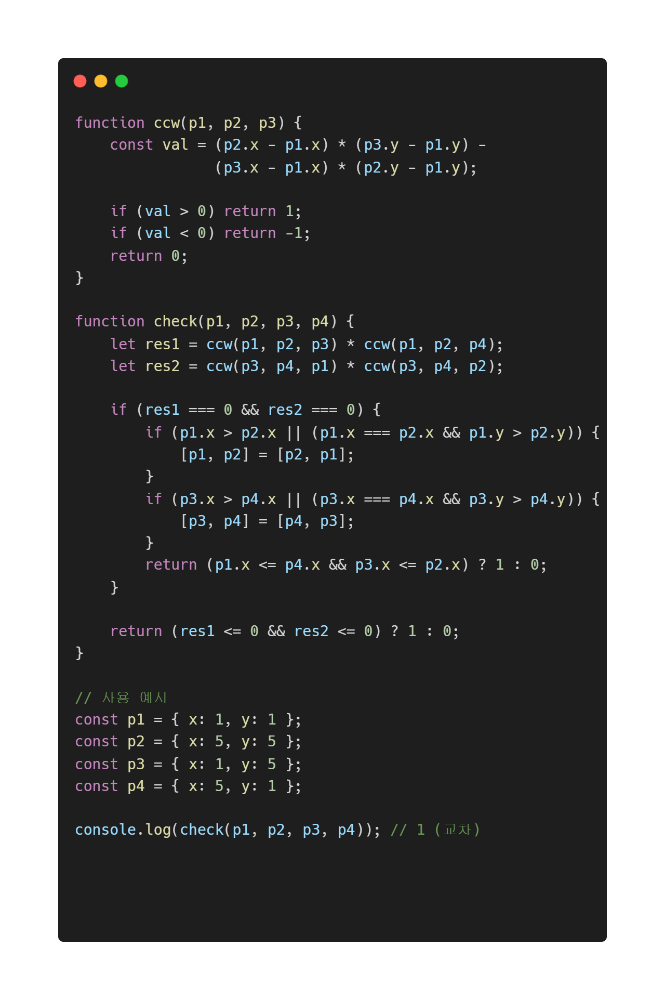 function ccw(p1, p2, p3) {
    const val = (p2.x - p1.x) * (p3.y - p1.y) -
                (p3.x - p1.x) * (p2.y - p1.y);

    if (val > 0) return 1;
    if (val < 0) return -1;
    return 0;
}

function check(p1, p2, p3, p4) {
    let res1 = ccw(p1, p2, p3) * ccw(p1, p2, p4);
    let res2 = ccw(p3, p4, p1) * ccw(p3, p4, p2);

    if (res1 === 0 && res2 === 0) {
        if (p1.x > p2.x || (p1.x === p2.x && p1.y > p2.y)) {
            [p1, p2] = [p2, p1];
        }
        if (p3.x > p4.x || (p3.x === p4.x && p3.y > p4.y)) {
            [p3, p4] = [p4, p3];
        }
        return (p1.x <= p4.x && p3.x <= p2.x) ? 1 : 0;
    }

    return (res1 <= 0 && res2 <= 0) ? 1 : 0;
}

// 사용 예시
const p1 = { x: 1, y: 1 };
const p2 = { x: 5, y: 5 };
const p3 = { x: 1, y: 5 };
const p4 = { x: 5, y: 1 };

console.log(check(p1, p2, p3, p4)); // 1 (교차)